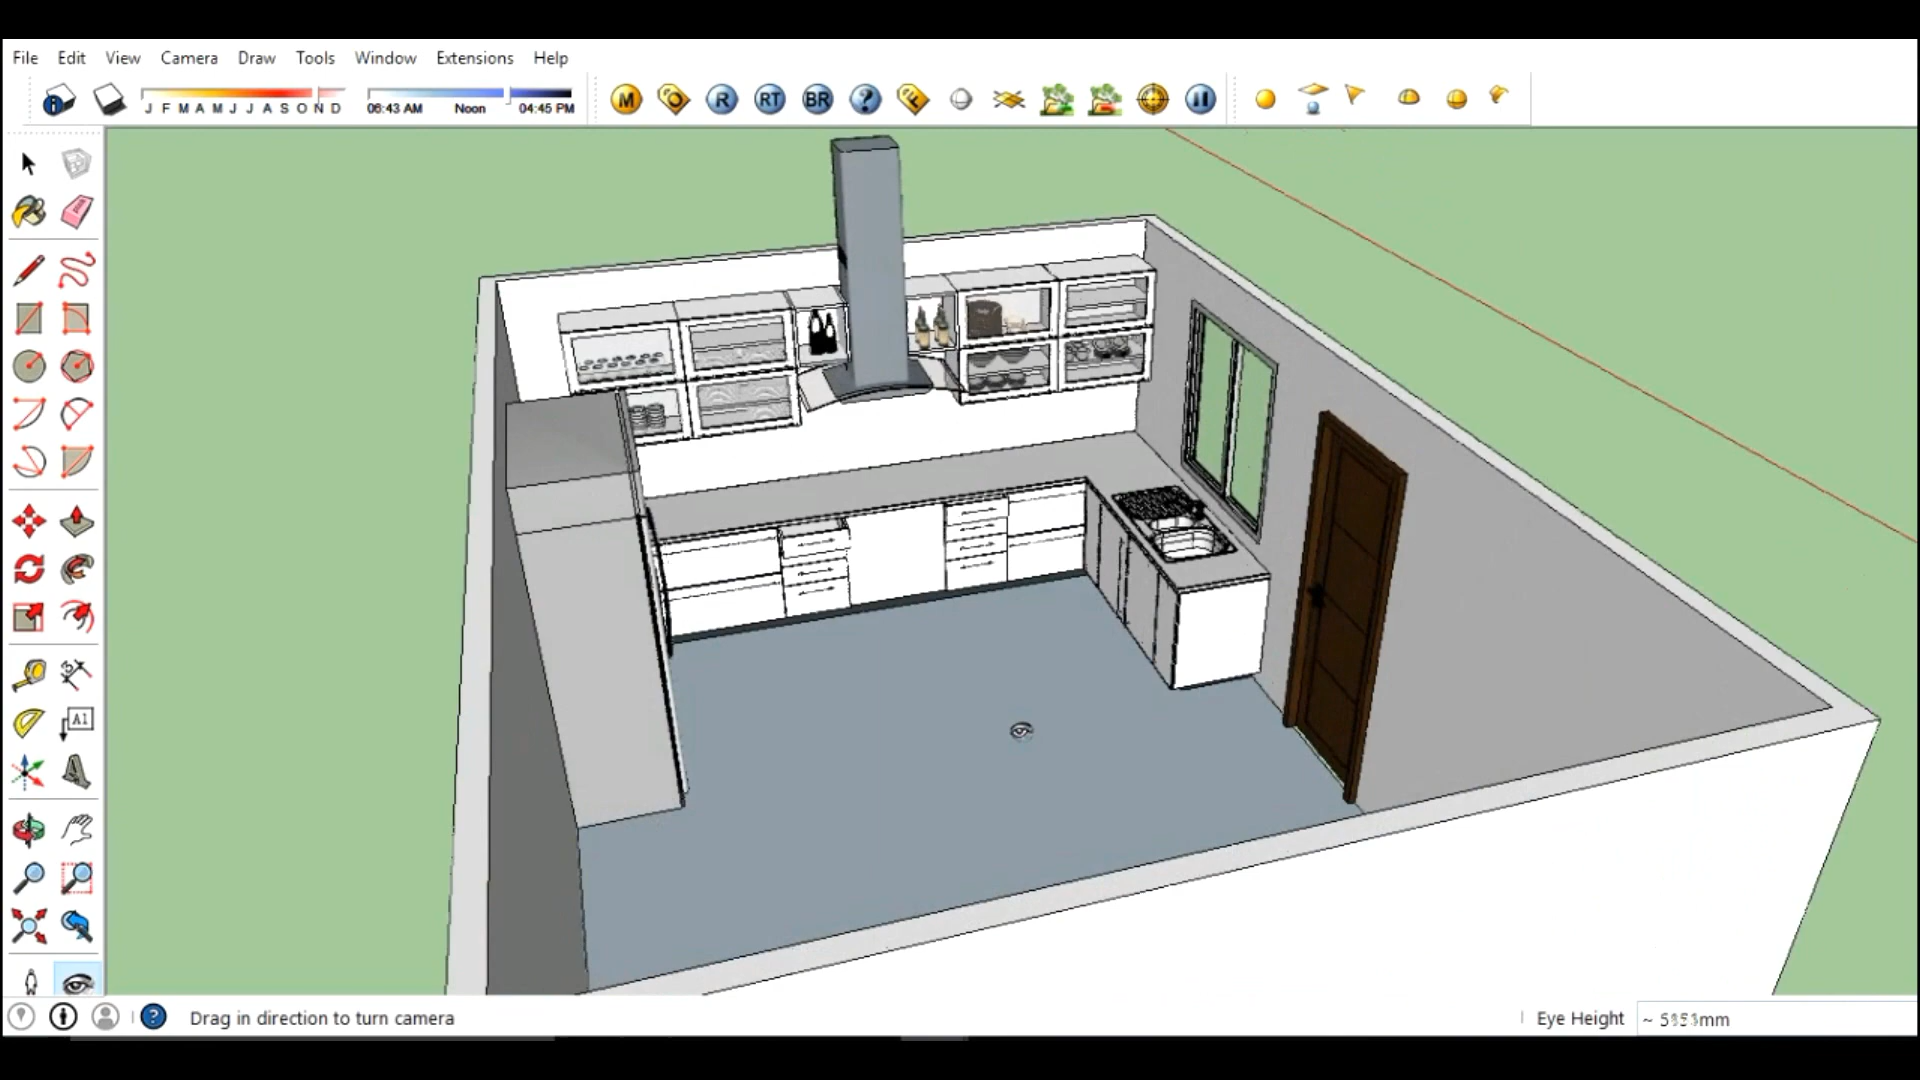 File Edit View Camera Draw Tools Window Extensions Help
J F M A M J J A S O N D 06:43 AM Noon 04:45 PM M O R RT BR ?
A1
? Drag in direction to turn camera Eye Height